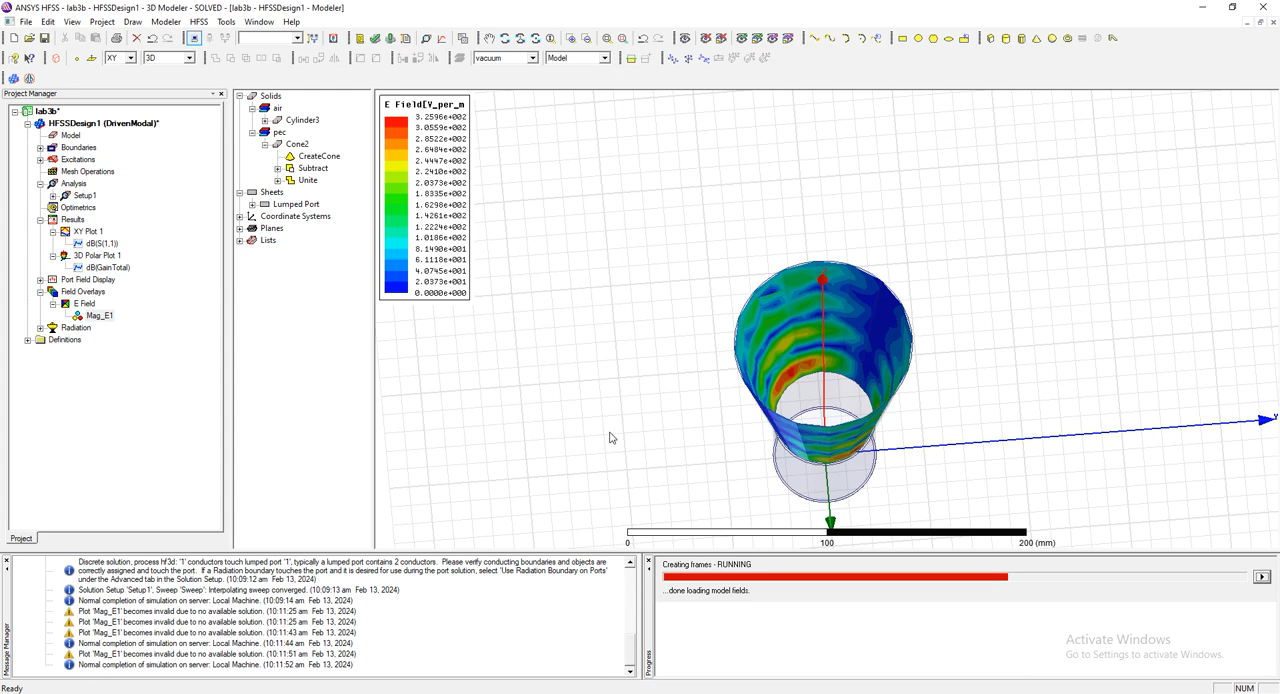 ANSYS HFSS - lab3b - HFSSDesign1 - 3D Modeler - SOLVED - [lab3b - HFSSDesign1 - Modeler]
File Edit View Project Draw Modeler HFSS Tools Window Help
XY 3D vacuum Model
Project Manager
lab3b*
HFSSDesign1 (DrivenModal)*
Model
Boundaries
Excitations
Mesh Operations
Analysis
Setup1
Optimetrics
Results
XY Plot 1
dB(S(1,1))
3D Polar Plot 1
dB(GainTotal)
Port Field Display
Field Overlays
E Field
Mag_E1
Radiation
Definitions
Project
Solids
air
Cylinder3
pec
Cone2
CreateCone
Subtract
Unite
Sheets
Lumped Port
Coordinate Systems
Planes
Lists
E Field[V_per_m
3.2596e+002
3.0559e+002
2.8522e+002
2.6484e+002
2.4447e+002
2.2410e+002
2.0373e+002
1.8335e+002
1.6298e+002
1.4261e+002
1.2224e+002
1.0186e+002
8.1490e+001
6.1118e+001
4.0745e+001
2.0373e+001
0.0000e+000
Y
0 100 200 (mm)
Message Manager
Discrete solution, process hf3d: '1' conductors touch lumped port '1', typically a lumped port contains 2 conductors. Please verify conducting boundaries and objects are
correctly assigned and touch the port. If a Radiation boundary touches the port and it is desired for use during the port solution, select 'Use Radiation Boundary on Ports'
under the Advanced tab in the Solution Setup. (10:09:12 am Feb 13, 2024)
Solution Setup 'Setup1', Sweep 'Sweep': Interpolating sweep converged. (10:09:13 am Feb 13, 2024)
Normal completion of simulation on server: Local Machine. (10:09:14 am Feb 13, 2024)
Plot 'Mag_E1' becomes invalid due to no available solution. (10:11:25 am Feb 13, 2024)
Plot 'Mag_E1' becomes invalid due to no available solution. (10:11:25 am Feb 13, 2024)
Plot 'Mag_E1' becomes invalid due to no available solution. (10:11:43 am Feb 13, 2024)
Normal completion of simulation on server: Local Machine. (10:11:44 am Feb 13, 2024)
Plot 'Mag_E1' becomes invalid due to no available solution. (10:11:51 am Feb 13, 2024)
Normal completion of simulation on server: Local Machine. (10:11:52 am Feb 13, 2024)
Progress
Creating frames - RUNNING
...done loading model fields.
Activate Windows
Go to Settings to activate Windows.
Ready
NUM